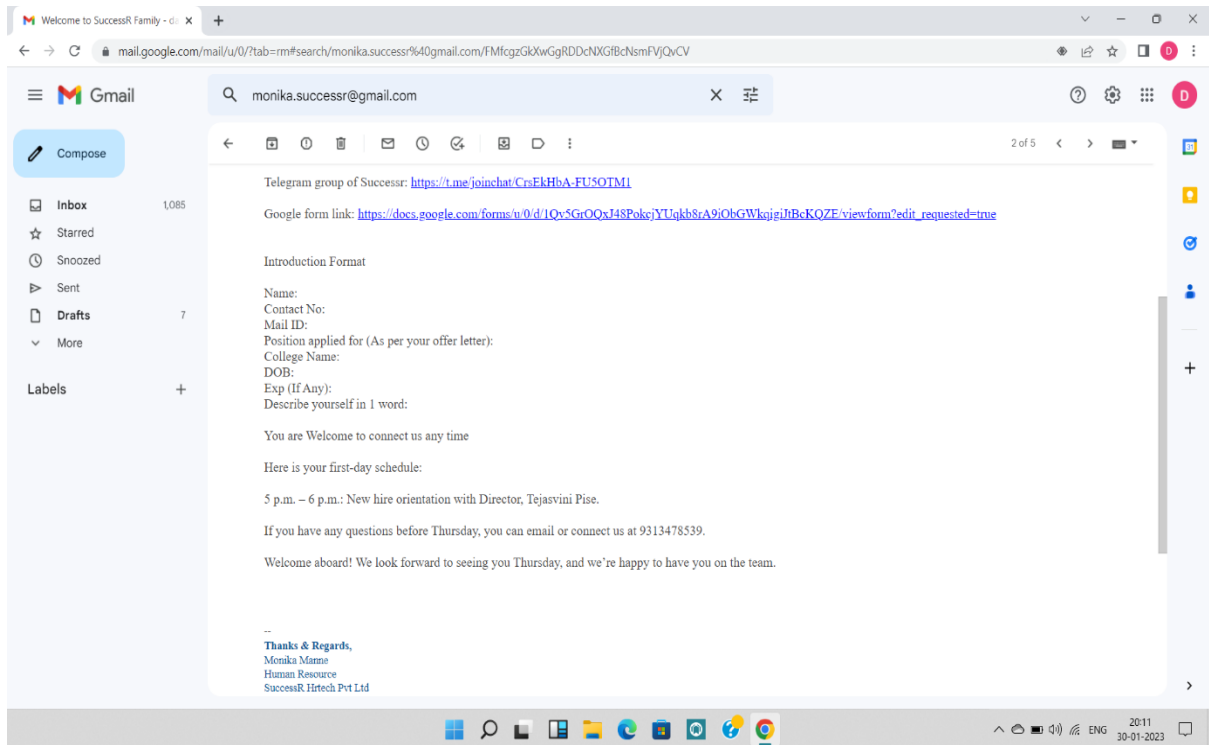 Welcome to SuccessR Family - da
mail.google.com/mail/u/0/?tab=rm#search/monika.successr%40gmail.com/FMfcgzGkXwGgRDDcNXGfBcNsmFVjQvCV
D
Gmail
monika.successr@gmail.com
D
Compose
2 of 5
31
Telegram group of Successr: https://t.me/joinchat/CrsEkHbA-FU5OTM1
Inbox 1,085
Google form link: https://docs.google.com/forms/u/0/d/1Qv5GrOQxJ48PokcjYUqkb8rA9iObGWkqigiJtBcKQZE/viewform?edit_requested=true
Starred
Snoozed
Sent
Drafts 7
More
Labels
Introduction Format
Name:
Contact No:
Mail ID:
Position applied for (As per your offer letter):
College Name:
DOB:
Exp (If Any):
Describe yourself in 1 word:
You are Welcome to connect us any time
Here is your first-day schedule:
5 p.m. – 6 p.m.: New hire orientation with Director, Tejasvini Pise.
If you have any questions before Thursday, you can email or connect us at 9313478539.
Welcome aboard! We look forward to seeing you Thursday, and we’re happy to have you on the team.
--
Thanks & Regards,
Monika Manne
Human Resource
SuccessR Hrtech Pvt Ltd
ENG
20:11
30-01-2023